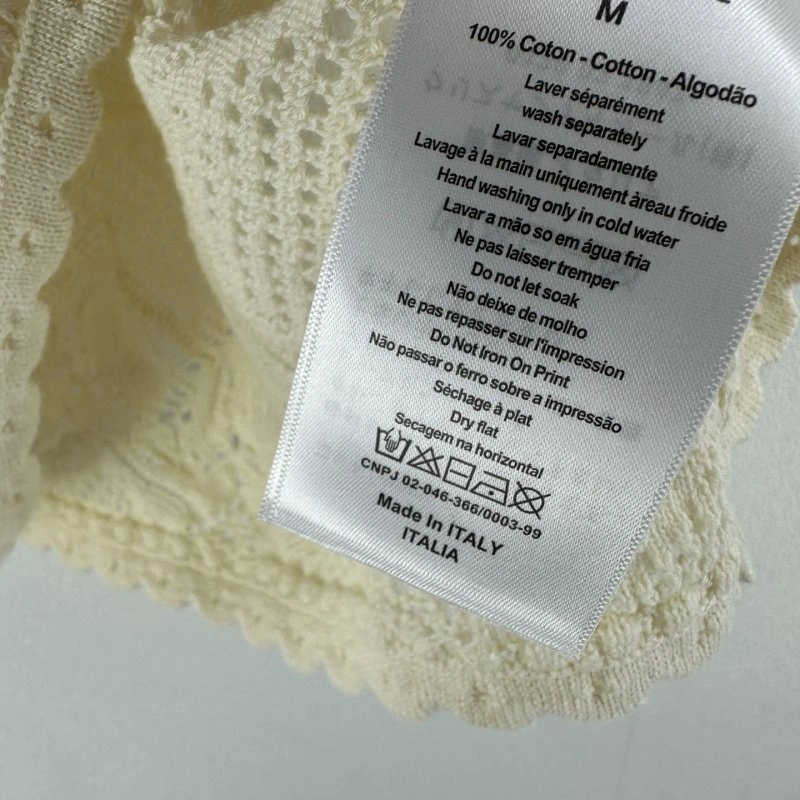 M
100% Coton - Cotton - Algodão
Laver séparément
wash separately
Lavar separadamente
Lavage à la main uniquement àreau froide
Hand washing only in cold water
Lavar a mão so em água fria
Ne pas laisser tremper
Do not let soak
Não deixe de molho
Ne pas repasser sur l'impression
Do Not Iron On Print
Não passar o ferro sobre a impressão
Séchage à plat
Dry flat
Secagem na horizontal
CNPJ 02-046-366/0003-99
Made In ITALY
ITALIA